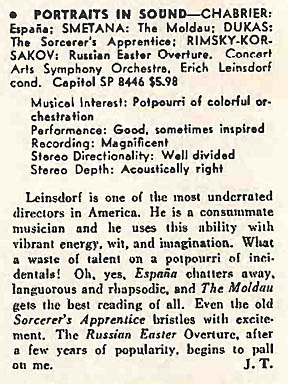 ● PORTRAITS IN SOUND—CHABRIER:
España; SMETANA: The Moldau; DUKAS:
The Sorcerer's Apprentice; RIMSKY-KOR-
SAKOV: Russian Easter Overture. Concert
Arts Symphony Orchestra, Erich Leinsdorf
cond. Capitol SP 8446 $5.98
Musical Interest: Potpourri of colorful or-
chestration
Performance: Good, sometimes inspired
Recording: Magnificent
Stereo Directionality: Well divided
Stereo Depth: Acoustically right
Leinsdorf is one of the most underrated
directors in America. He is a consummate
musician and he uses this ability with
vibrant energy, wit, and imagination. What
a waste of talent on a potpourri of inci-
dentals! Oh, yes, España chatters away,
languorous and rhapsodic, and The Moldau
gets the best reading of all. Even the old
Sorcerer's Apprentice bristles with excite-
ment. The Russian Easter Overture, after
a few years of popularity, begins to pall
on me. J. T.